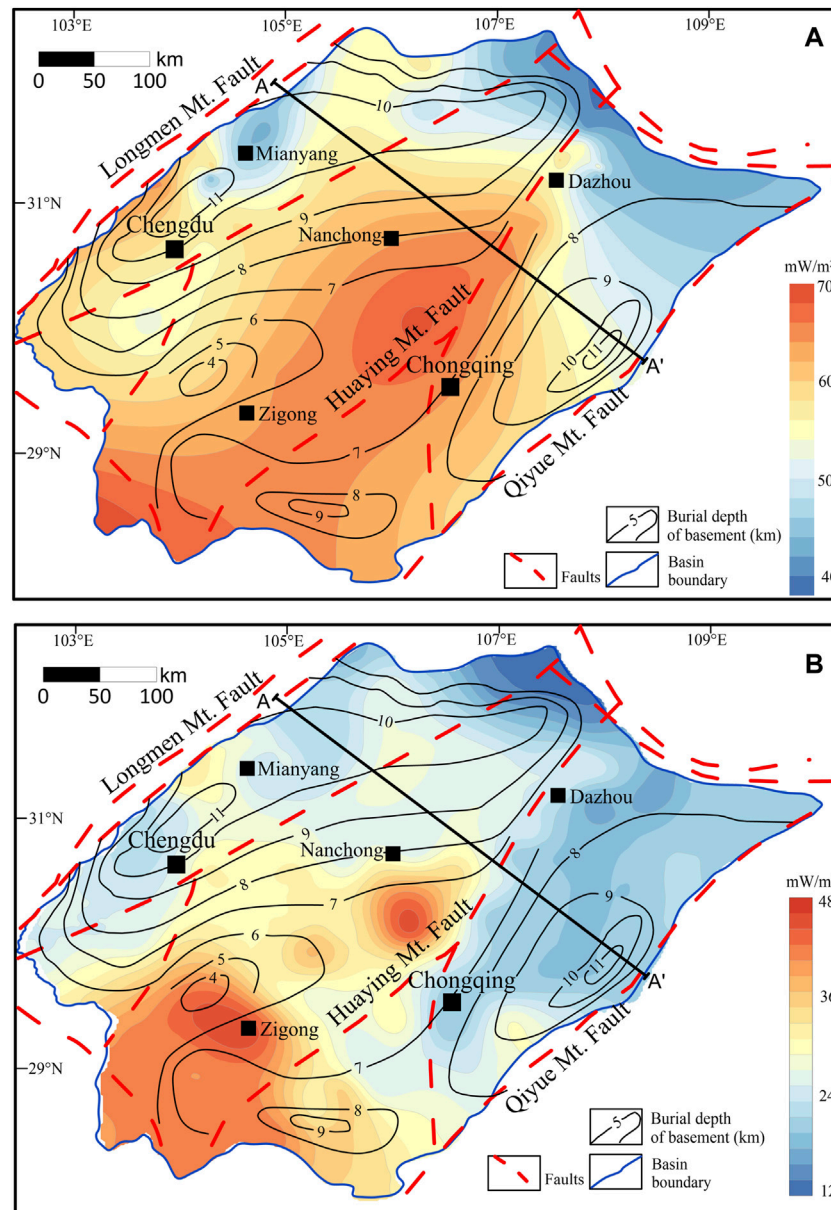 103°E 105°E 107°E 109°E
km
0 50 100
A
Longmen Mt. Fault
A
10
Mianyang
Dazhou
31°N
11
Chengdu
9
Nanchong
8
8
7
9
mW/m²
70
6
5
4
Huaying Mt. Fault
10
11
A'
Chongqing
60
Zigong
7
Qiyue Mt. Fault
29°N
8
9
50
5
Burial depth
of basement (km)
Faults
Basin
boundary
40
103°E 105°E 107°E 109°E
km
0 50 100
B
Longmen Mt. Fault
A
10
Mianyang
Dazhou
31°N
11
Chengdu
9
Nanchong
8
8
7
9
48
6
5
4
Huaying Mt. Fault
10
11
A'
Chongqing
36
Zigong
7
Qiyue Mt. Fault
29°N
8
9
24
5
Burial depth
of basement (km)
Faults
Basin
boundary
12